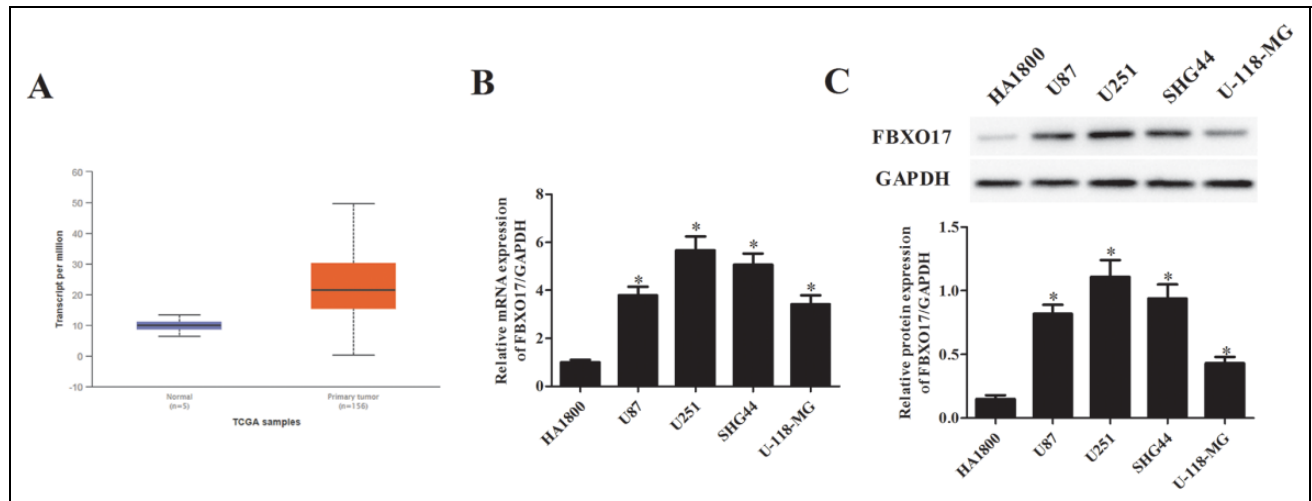 A
Transcript per million
60
50
40
30
20
10
0
-10
Normal
(n=5)
Primary tumor
(n=156)
TCGA samples
B
Relative mRNA expression
of FBXO17/GAPDH
8
6
4
2
0
*
*
*
*
HA1800
U87
U251
SHG44
U-118-MG
C
HA1800
U87
U251
SHG44
U-118-MG
FBXO17
GAPDH
Relative protein expression
of FBXO17/GAPDH
1.5
1.0
0.5
0.0
*
*
*
*
HA1800
U87
U251
SHG44
U-118-MG